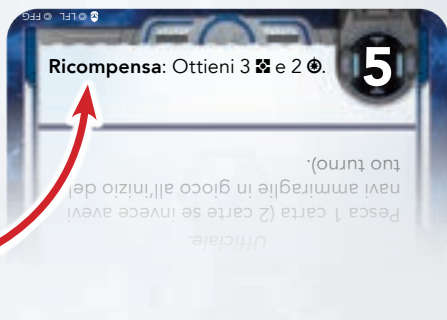 Ricompensa: Ottieni 3 e 2 .
5
Ufficiale.
Pesca 1 carta (2 carte se invece avevi
navi ammiraglie in gioco all'inizio del
tuo turno).
© LFL © FFG